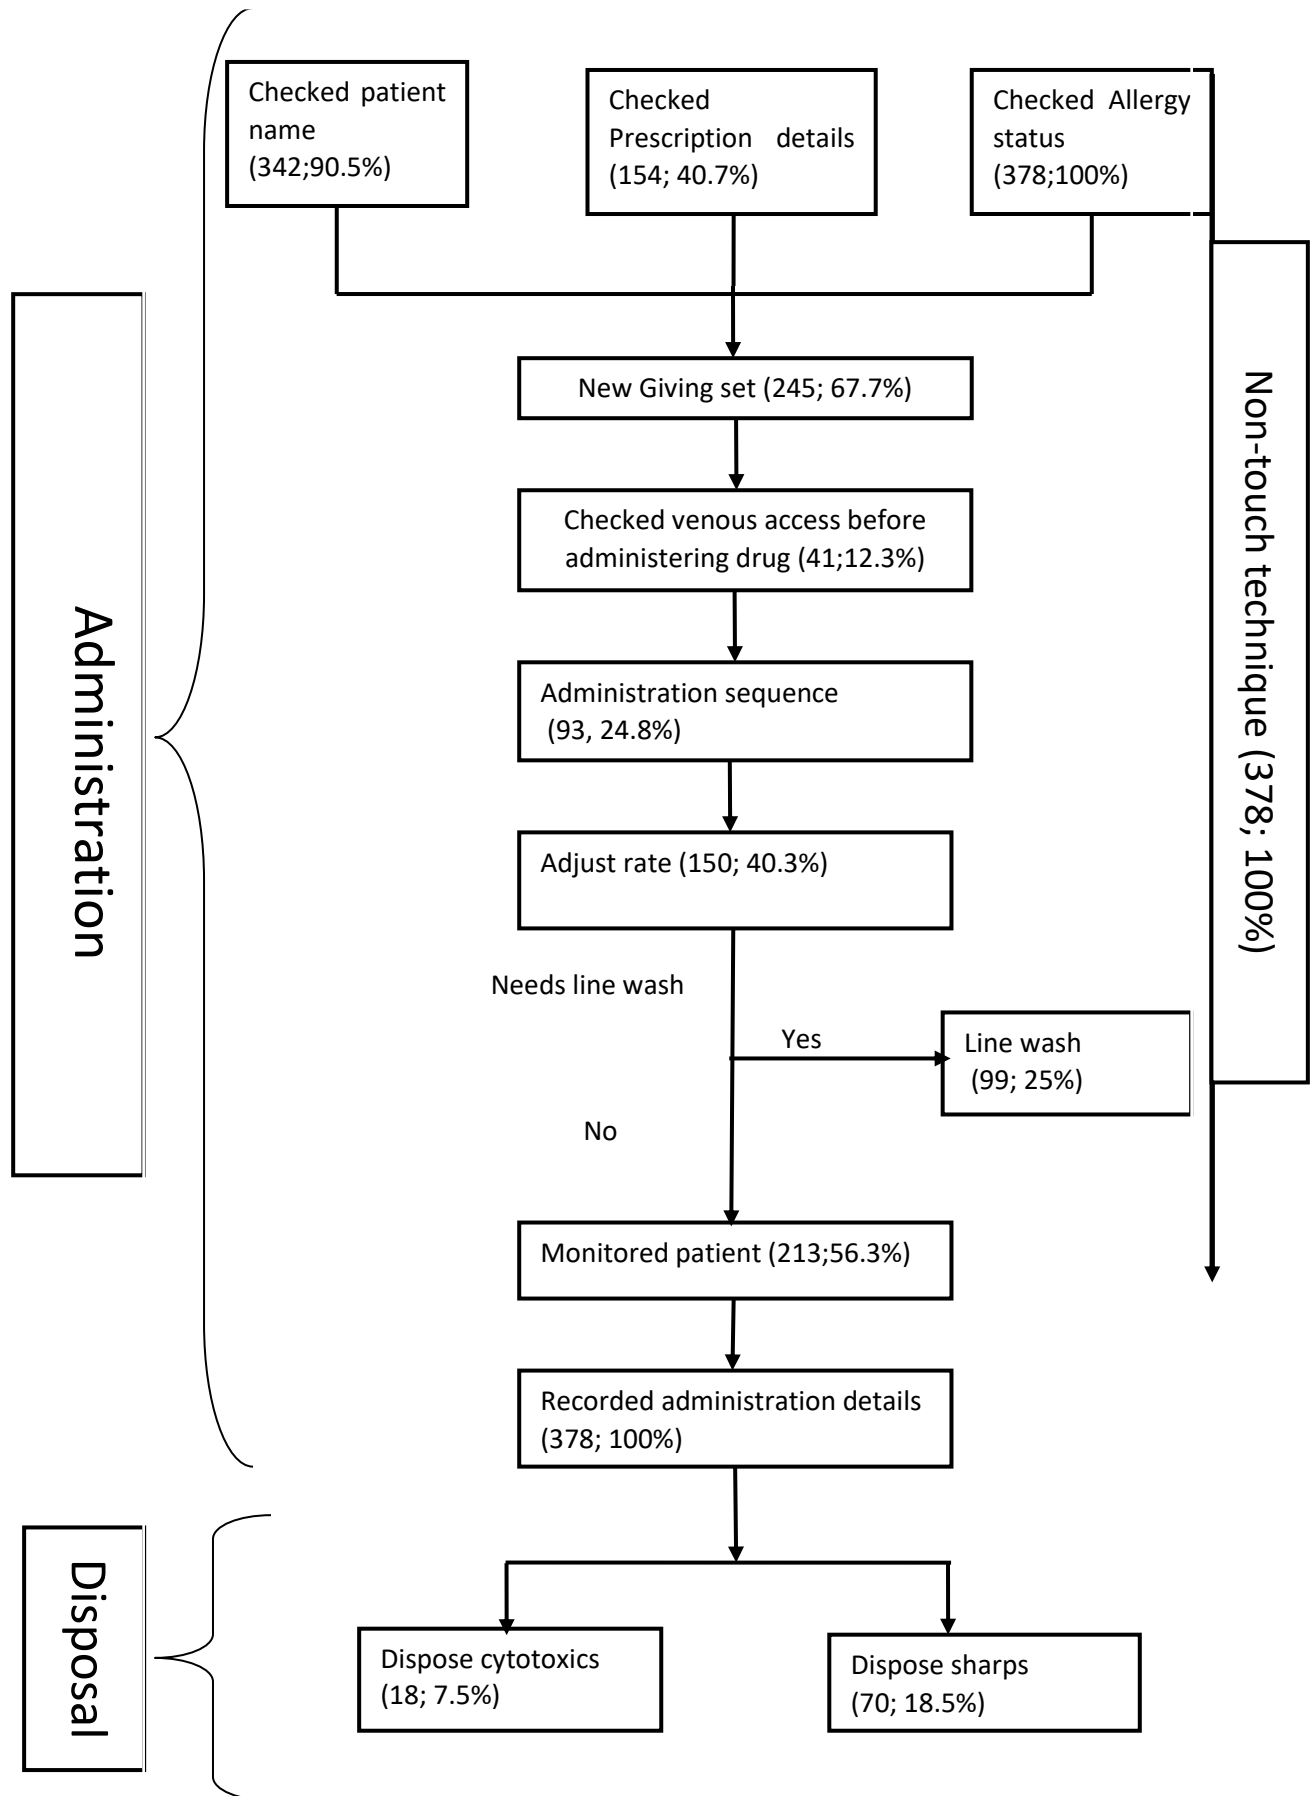 Checked patient
name
(342;90.5%)
Checked
Prescription details
(154; 40.7%)
Checked Allergy
status
(378;100%)
New Giving set (245; 67.7%)
Checked venous access before
administering drug (41;12.3%)
Administration sequence
(93, 24.8%)
Adjust rate (150; 40.3%)
Needs line wash
Yes
Line wash
(99; 25%)
No
Monitored patient (213;56.3%)
Recorded administration details
(378; 100%)
Dispose cytotoxics
(18; 7.5%)
Dispose sharps
(70; 18.5%)
Administration
Disposal
Non-touch technique (378; 100%)